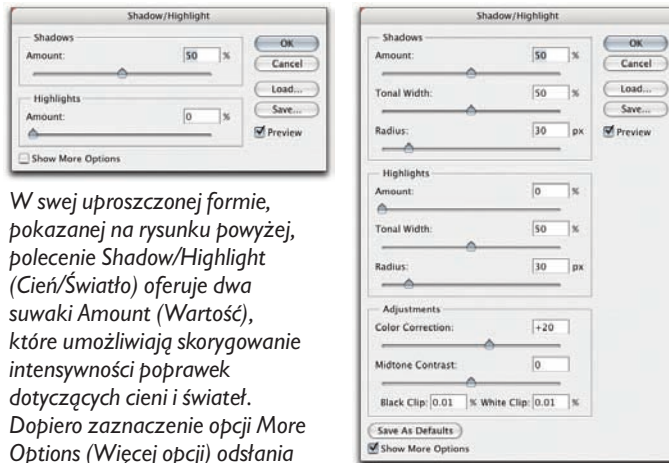 Shadow/Highlight
Shadows
Amount: 50 %
Highlights
Amount: 0 %
Show More Options
OK
Cancel
Load...
Save...
Preview
W swej uproszczonej formie,
pokazanej na rysunku powyżej,
polecenie Shadow/Highlight
(Cień/Światło) oferuje dwa
suwaki Amount (Wartość),
które umożliwiają skorygowanie
intensywności poprawek
dotyczących cieni i świateł.
Dopiero zaznaczenie opcji More
Options (Więcej opcji) odsłania
Shadow/Highlight
Shadows
Amount: 50 %
Tonal Width: 50 %
Radius: 30 px
Highlights
Amount: 0 %
Tonal Width: 50 %
Radius: 30 px
Adjustments
Color Correction: +20
Midtone Contrast: 0
Black Clip: 0.01 % White Clip: 0.01 %
Save As Defaults
Show More Options
OK
Cancel
Load...
Save...
Preview